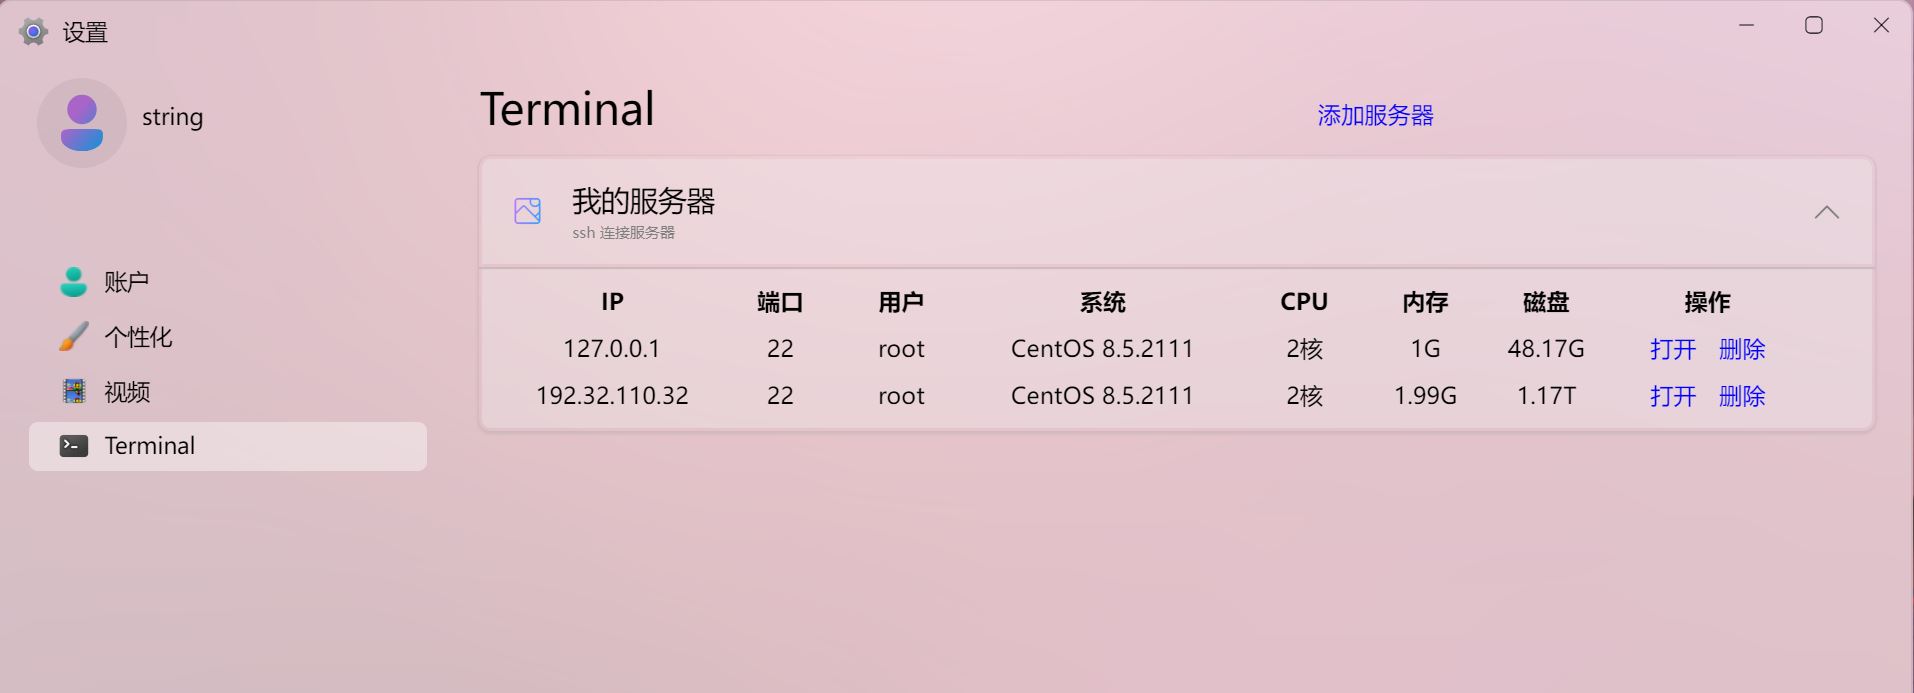 设置
string
账户
个性化
视频
Terminal
Terminal
添加服务器
我的服务器
ssh 连接服务器
IP 端口 用户 系统 CPU 内存 磁盘 操作
127.0.0.1 22 root CentOS 8.5.2111 2核 1G 48.17G 打开 删除
192.32.110.32 22 root CentOS 8.5.2111 2核 1.99G 1.17T 打开 删除